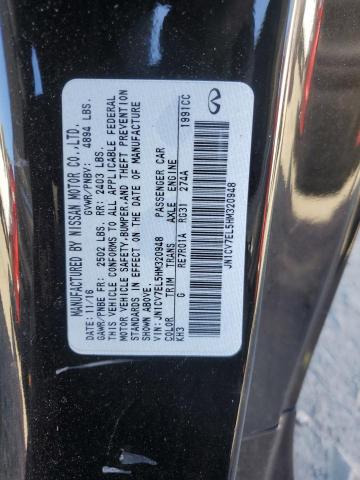 MANUFACTURED BY NISSAN MOTOR CO.,LTD.
11/16 GVWR/PNBV: 4894 LBS.
GAWR/PNBE FR: 2502 LBS. RR: 2403 LBS.
THIS VEHICLE CONFORMS TO ALL APPLICABLE FEDERAL
MOTOR VEHICLE SAFETY,BUMPER,AND THEFT PREVENTION
STANDARDS IN EFFECT ON THE DATE OF MANUFACTURE
SHOWN ABOVE.
VIN: JN1CV7EL5HM320948 PASSENGER CAR
COLOR TRIM TRANS AXLE ENGINE
KH3 G RE7R01A RG31 274A 1991CC
JN1CV7EL5HM320948